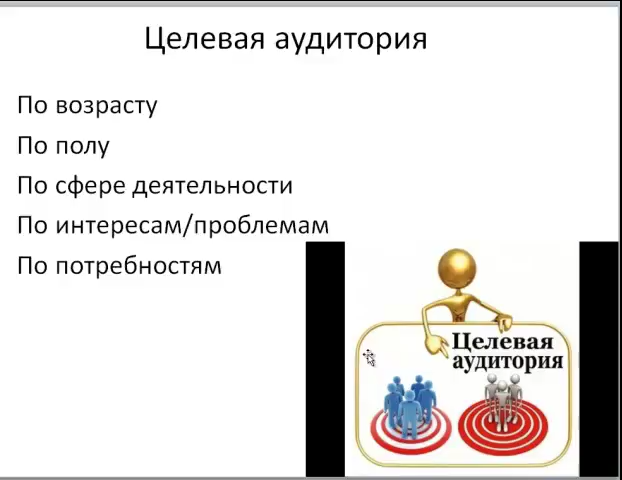 Целевая аудитория
По возрасту
По полу
По сфере деятельности
По интересам/проблемам
По потребностям
Целевая
аудитория